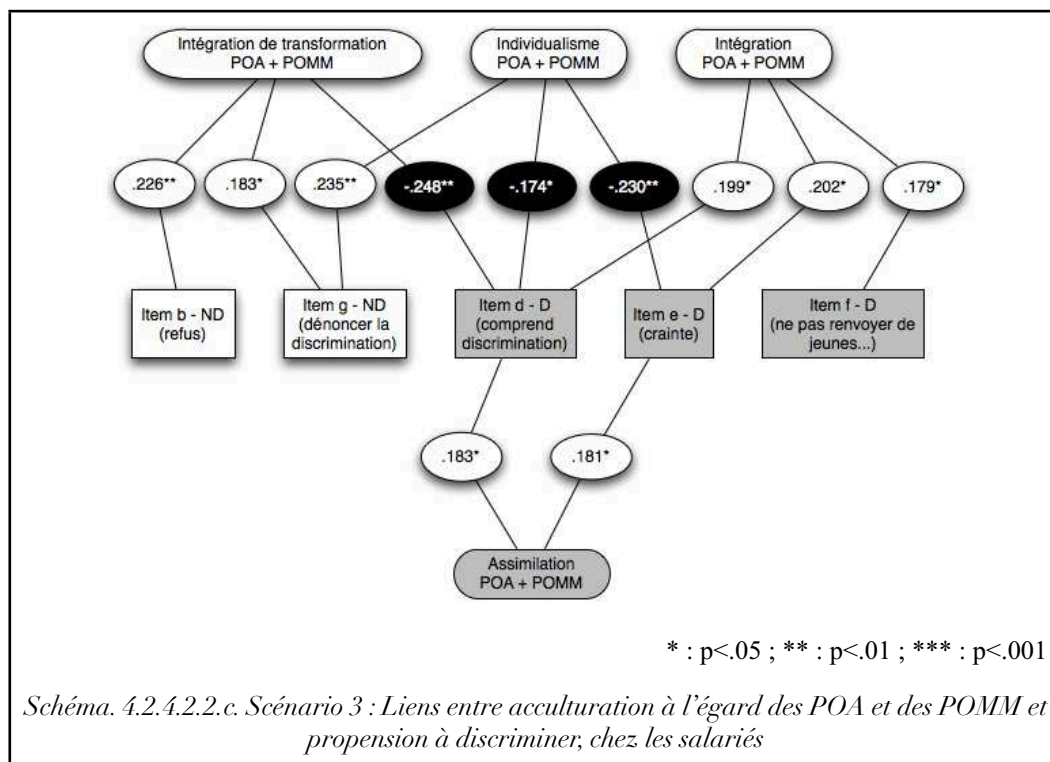 Intégration de transformation
POA + POMM
Individualisme
POA + POMM
Intégration
POA + POMM
.226**
.183*
.235**
-.248**
-.174*
-.230**
.199*
.202*
.179*
Item b - ND
(refus)
Item g - ND
(dénoncer la
discrimination)
Item d - D
(comprend
discrimination)
Item e - D
(crainte)
Item f - D
(ne pas renvoyer de
jeunes...)
.183*
.181*
Assimilation
POA + POMM
* : p<.05 ; ** : p<.01 ; *** : p<.001
Schéma. 4.2.4.2.2.c. Scénario 3 : Liens entre acculturation à l'égard des POA et des POMM et
propension à discriminer, chez les salariés